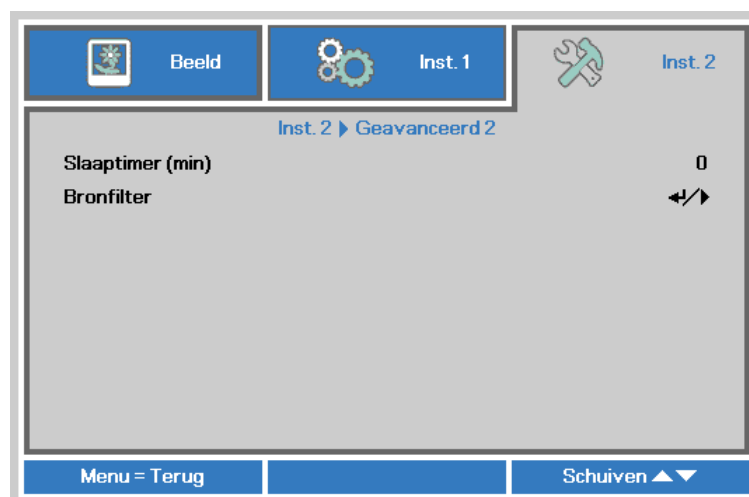 Beeld
Inst. 1
Inst. 2
Inst. 2 ▶ Geavanceerd 2
Slaaptimer (min) 0
Bronfilter ↵/▶
Menu = Terug
Schuiven ▲▼